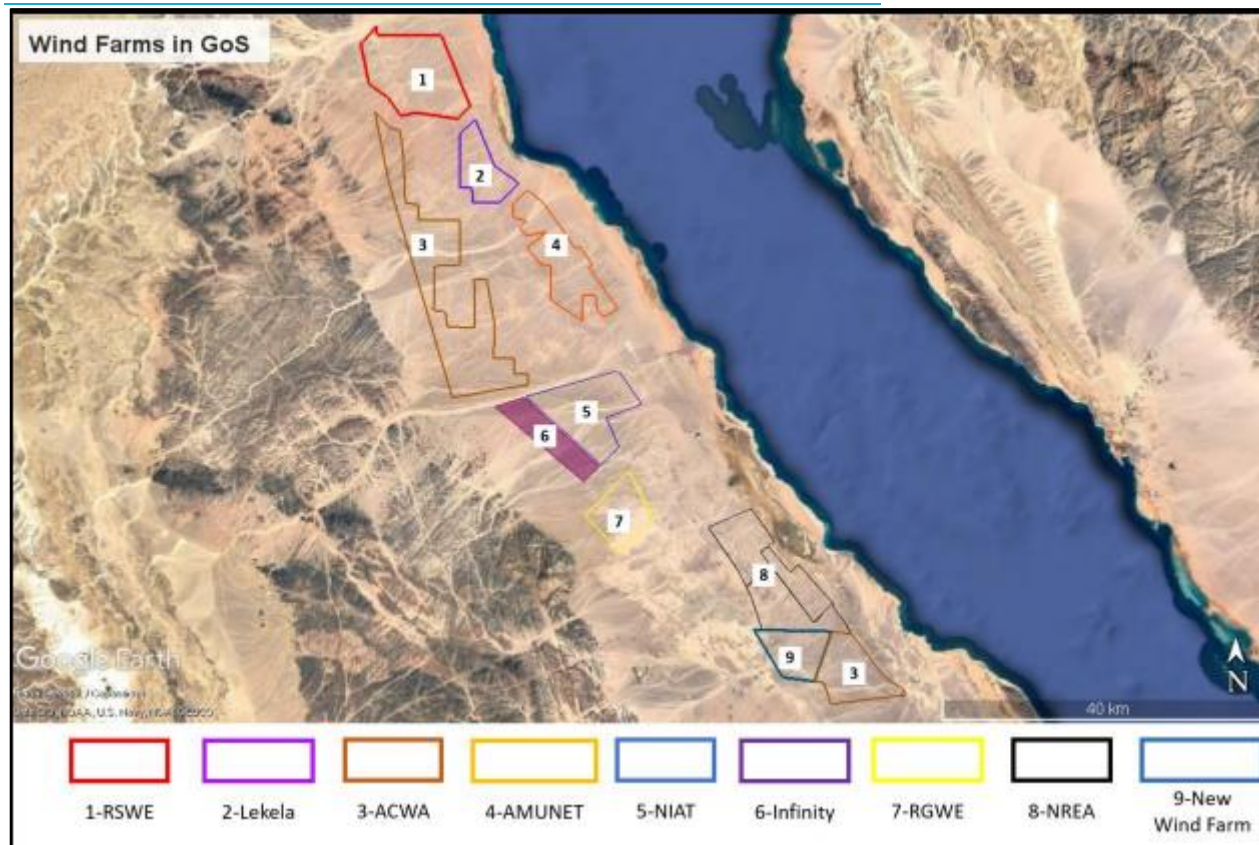 Wind Farms in GoS
1
2
3
4
5
6
7
8
9
3
Google Earth
N
40 km
1-RSWE
2-Lekela
3-ACWA
4-AMUNET
5-NIAT
6-Infinity
7-RGWE
8-NREA
9-New
Wind Farm